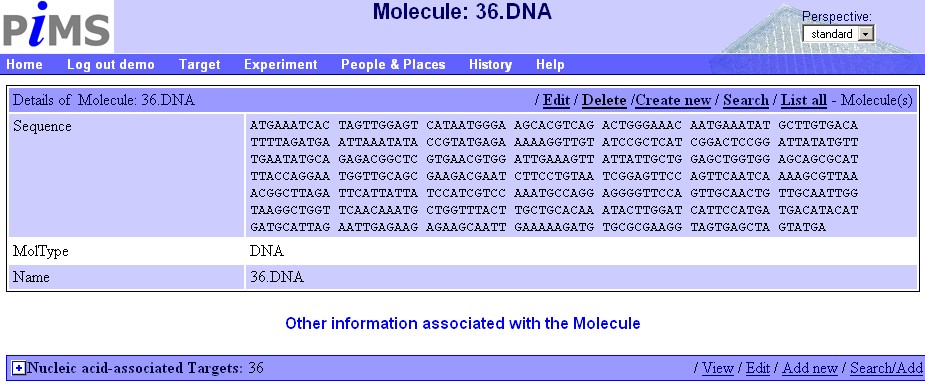 PiMS
Molecule: 36.DNA
Perspective:
standard
Home Log out demo Target Experiment People & Places History Help
Details of Molecule: 36.DNA / Edit / Delete /Create new / Search / List all - Molecule(s)
Sequence ATGAAATCAC TAGTTGGAGT CATAATGGGA AGCACGTCAG ACTGGGAAAC AATGAAATAT GCTTGTGACA
TTTTAGATGA ATTAAATATA CCGTATGAGA AAAAGGTTGT ATCCGCTCAT CGGACTCCGG ATTATATGTT
TGAATATGCA GAGACGGCTC GTGAACGTGG ATTGAAAGTT ATTATTGCTG GAGCTGGTGG AGCAGCGCAT
TTACCAGGAA TGGTTGCAGC GAAGACGAAT CTTCCTGTAA TCGGAGTTCC AGTTCAATCA AAAGCGTTAA
ACGGCTTAGA TTCATTATTA TCCATCGTCC AAATGCCAGG AGGGGTTCCA GTTGCAACTG TTGCAATTGG
TAAGGCTGGT TCAACAAATG CTGGTTTACT TGCTGCACAA ATACTTGGAT CATTCCATGA TGACATACAT
GATGCATTAG AATTGAGAAG AGAAGCAATT GAAAAAGATG TGCGCGAAGG TAGTGAGCTA GTATGA
MolType DNA
Name 36.DNA
Other information associated with the Molecule
Nucleic acid-associated Targets: 36 / View / Edit / Add new / Search/Add